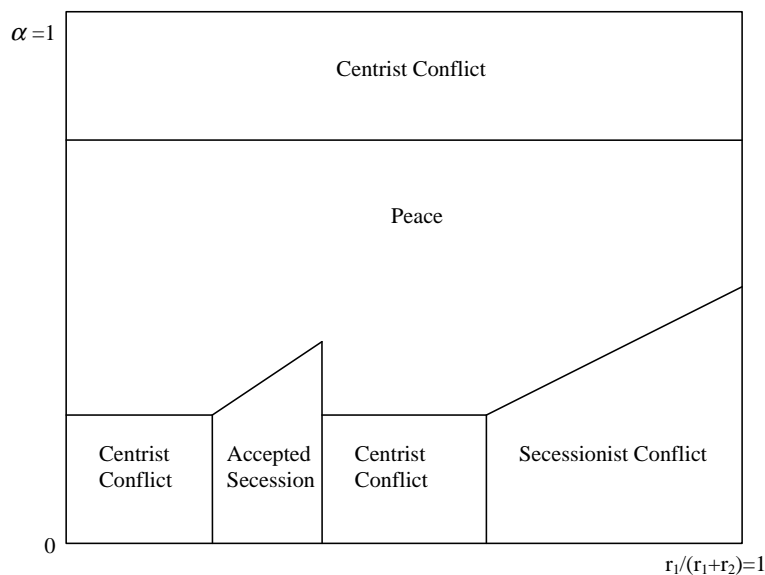 α =1
Centrist Conflict
Peace
Centrist
Conflict
Accepted
Secession
Centrist
Conflict
Secessionist Conflict
0
r₁/(r₁+r₂)=1